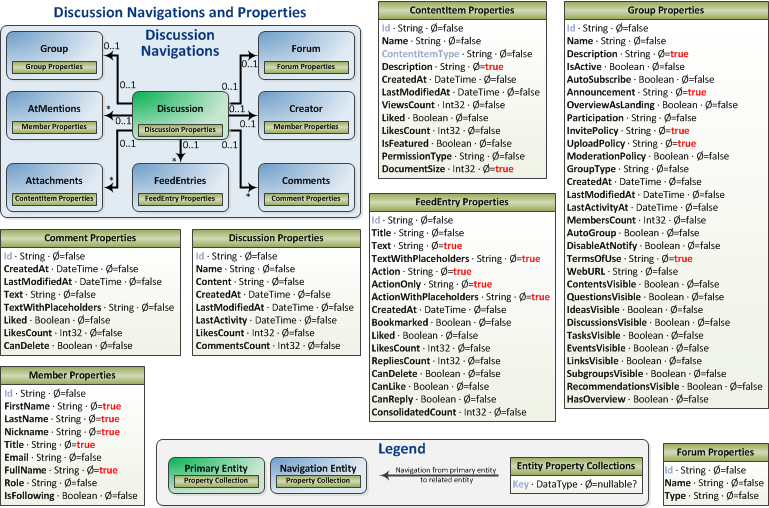 Discussion Navigations and Properties
Discussion
Navigations
Group
Group Properties
0..1
0..1
Forum
Forum Properties
0..1
0..1
AtMentions
Member Properties
*
0..1
Discussion
Discussion Properties
Creator
Member Properties
0..1
0..1
Attachments
ContentItem Properties
0..1
*
FeedEntries
FeedEntry Properties
0..1
*
Comments
Comment Properties
0..1
*
ContentItem Properties
Id · String · Ø=false
Name · String · Ø=false
ContentItemType · String · Ø=false
Description · String · Ø=true
CreatedAt · DateTime · Ø=false
LastModifiedAt · DateTime · Ø=false
ViewsCount · Int32 · Ø=false
Liked · Boolean · Ø=false
LikesCount · Int32 · Ø=false
IsFeatured · Boolean · Ø=false
PermissionType · String · Ø=false
DocumentSize · Int32 · Ø=true
Group Properties
Id · String · Ø=false
Name · String · Ø=false
Description · String · Ø=true
IsActive · Boolean · Ø=false
AutoSubscribe · Boolean · Ø=false
Announcement · String · Ø=true
OverviewAsLanding · Boolean · Ø=false
Participation · String · Ø=false
InvitePolicy · String · Ø=true
UploadPolicy · String · Ø=true
ModerationPolicy · Boolean · Ø=false
GroupType · String · Ø=false
CreatedAt · DateTime · Ø=false
LastModifiedAt · DateTime · Ø=false
LastActivityAt · DateTime · Ø=false
MembersCount · Int32 · Ø=false
AutoGroup · Boolean · Ø=false
DisableAtNotify · Boolean · Ø=false
TermsOfUse · String · Ø=true
WebURL · String · Ø=false
ContentsVisible · Boolean · Ø=false
QuestionsVisible · Boolean · Ø=false
IdeasVisible · Boolean · Ø=false
DiscussionsVisible · Boolean · Ø=false
TasksVisible · Boolean · Ø=false
EventsVisible · Boolean · Ø=false
LinksVisible · Boolean · Ø=false
SubgroupsVisible · Boolean · Ø=false
RecommendationsVisible · Boolean · Ø=false
HasOverview · Boolean · Ø=false
FeedEntry Properties
Id · String · Ø=false
Title · String · Ø=false
Text · String · Ø=true
TextWithPlaceholders · String · Ø=true
Action · String · Ø=true
ActionOnly · String · Ø=true
ActionWithPlaceholders · String · Ø=true
CreatedAt · DateTime · Ø=false
Bookmarked · Boolean · Ø=false
Liked · Boolean · Ø=false
LikesCount · Int32 · Ø=false
RepliesCount · Int32 · Ø=false
CanDelete · Boolean · Ø=false
CanLike · Boolean · Ø=false
CanReply · Boolean · Ø=false
ConsolidatedCount · Int32 · Ø=false
Comment Properties
Id · String · Ø=false
CreatedAt · DateTime · Ø=false
LastModifiedAt · DateTime · Ø=false
Text · String · Ø=false
TextWithPlaceholders · String · Ø=false
Liked · Boolean · Ø=false
LikesCount · Int32 · Ø=false
CanDelete · Boolean · Ø=false
Discussion Properties
Id · String · Ø=false
Name · String · Ø=false
Content · String · Ø=false
CreatedAt · DateTime · Ø=false
LastModifiedAt · DateTime · Ø=false
LastActivity · DateTime · Ø=false
LikesCount · Int32 · Ø=false
CommentsCount · Int32 · Ø=false
Member Properties
Id · String · Ø=false
FirstName · String · Ø=true
LastName · String · Ø=true
Nickname · String · Ø=true
Title · String · Ø=true
Email · String · Ø=false
FullName · String · Ø=true
Role · String · Ø=false
IsFollowing · Boolean · Ø=false
Legend
Primary Entity
Property Collection
Navigation Entity
Property Collection
Navigation from primary entity
to related entity
Entity Property Collections
Key · DataType · Ø=nullable?
Forum Properties
Id · String · Ø=false
Name · String · Ø=false
Type · String · Ø=false